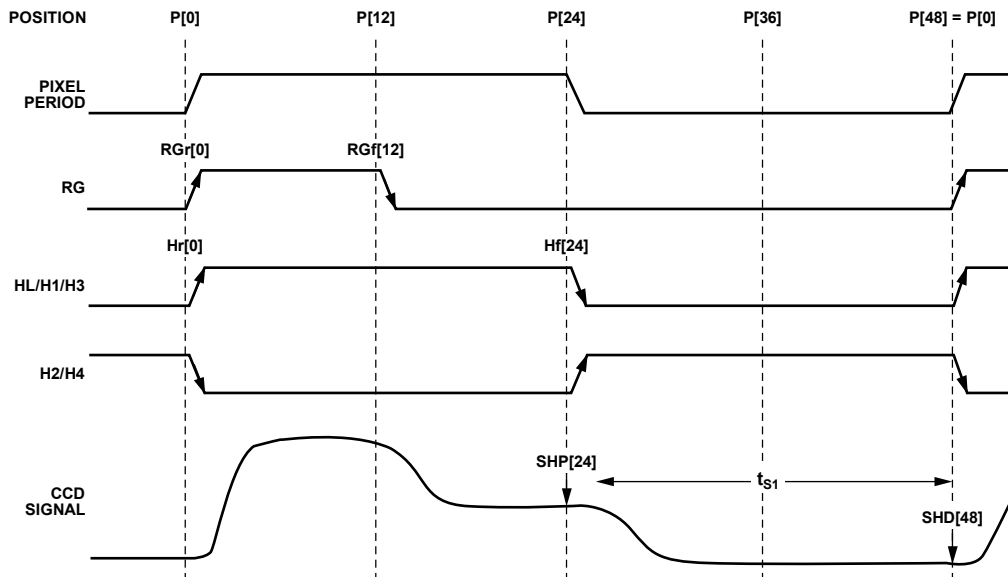 POSITION P[0] P[12] P[24] P[36] P[48] = P[0]
PIXEL
PERIOD
RGr[0] RGf[12]
RG
Hr[0] Hf[24]
HL/H1/H3
H2/H4
SHP[24]
tS1
CCD
SIGNAL
SHD[48]